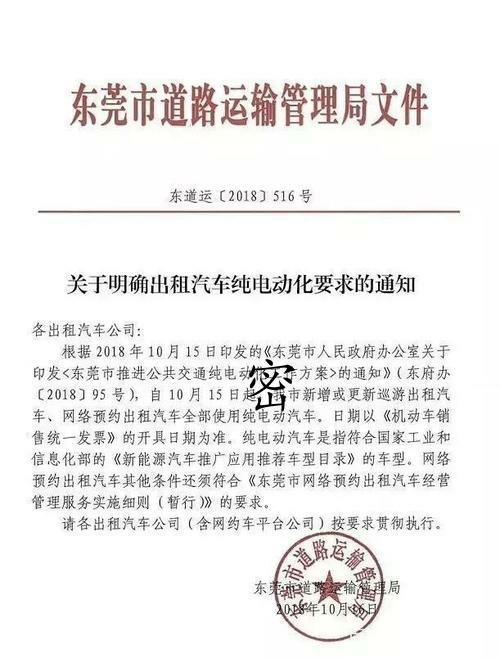 东莞市道路运输管理局文件
东道运〔2018〕516号
关于明确出租汽车纯电动化要求的通知
各出租汽车公司：
根据2018年10月15日印发的《东莞市人民政府办公室关于
印发<东莞市推进公共交通纯电动化作方案>的通知》（东府办
〔2018〕95号），自10月15日起，我市新增或更新巡游出租汽
车、网络预约出租汽车全部使用纯电动汽车。日期以《机动车销
售统一发票》的开具日期为准。纯电动汽车是指符合国家工业和
信息化部的《新能源汽车推广应用推荐车型目录》的车型。网络
预约出租汽车其他条件还须符合《东莞市网络预约出租汽车经营
管理服务实施细则（暂行）》的要求。
请各出租汽车公司（含网约车平台公司）按要求贯彻执行。
密
东莞市道路运输管理局
2018年10月16日
东莞市道路运输管理局